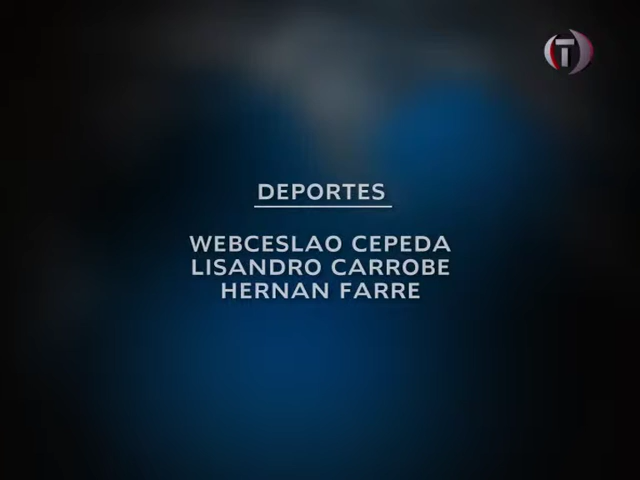 T
DEPORTES
WEBCESLAO CEPEDA
LISANDRO CARROBE
HERNAN FARRE